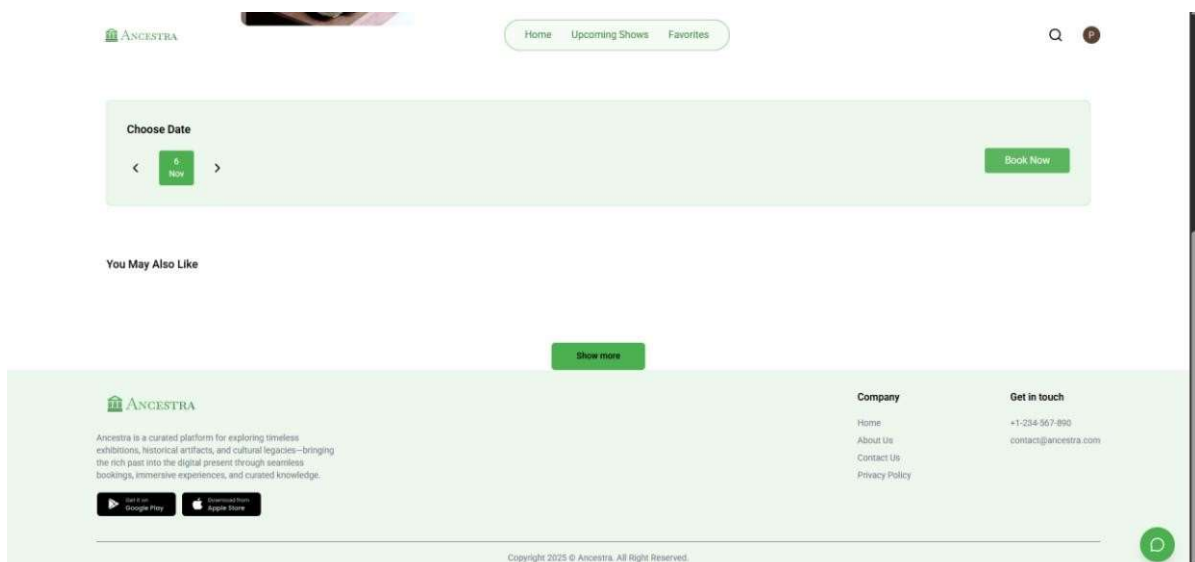 ANCESTRA
Home Upcoming Shows Favorites
P
Choose Date
6
Nov
Book Now
You May Also Like
Show more
ANCESTRA
Ancestra is a curated platform for exploring timeless
exhibitions, historical artifacts, and cultural legacies—bringing
the rich past into the digital present through seamless
bookings, immersive experiences, and curated knowledge.
Get it on
Google Play
Download from
Apple Store
Company
Home
About Us
Contact Us
Privacy Policy
Get in touch
+1-234-567-890
contact@ancestra.com
Copyright 2025 © Ancestra. All Right Reserved.